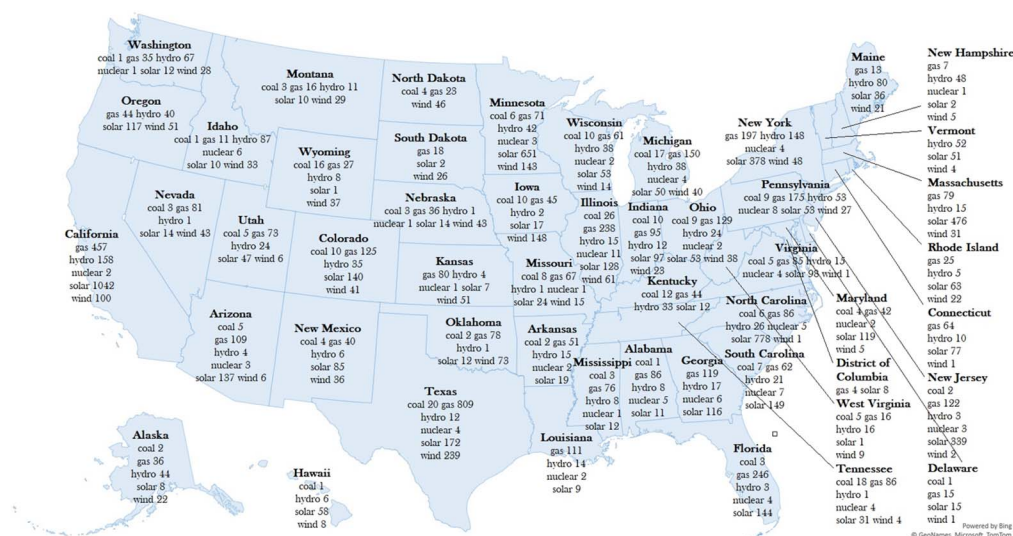 Washington
coal 1 gas 35 hydro 67
nuclear 1 solar 12 wind 28
Oregon
gas 44 hydro 40
solar 117 wind 51
Idaho
coal 1 gas 11 hydro 87
nuclear 6
solar 10 wind 33
Montana
coal 3 gas 16 hydro 11
solar 10 wind 29
North Dakota
coal 4 gas 23
wind 46
South Dakota
gas 18
solar 2
wind 26
Wyoming
coal 16 gas 27
hydro 8
solar 1
wind 37
Nebraska
coal 3 gas 36 hydro 1
nuclear 1 solar 14 wind 43
Minnesota
coal 6 gas 71
hydro 42
nuclear 3
solar 651
wind 143
Wisconsin
coal 10 gas 61
hydro 38
nuclear 2
solar 53
wind 14
Michigan
coal 17 gas 150
hydro 38
nuclear 4
solar 50 wind 40
New York
gas 197 hydro 148
nuclear 4
solar 378 wind 48
Maine
gas 13
hydro 80
solar 36
wind 21
New Hampshire
gas 7
hydro 48
nuclear 1
solar 2
wind 5
Vermont
hydro 52
solar 51
wind 4
Massachusetts
gas 79
hydro 15
solar 476
wind 31
Rhode Island
gas 25
hydro 5
solar 63
wind 22
Connecticut
gas 64
hydro 10
solar 77
wind 1
New Jersey
coal 2
gas 122
hydro 3
nuclear 3
solar 339
wind 2
Delaware
coal 1
gas 15
solar 15
wind 1
Nevada
coal 3 gas 81
hydro 1
solar 14 wind 43
California
gas 457
hydro 158
nuclear 2
solar 1042
wind 100
Utah
coal 5 gas 73
hydro 24
solar 47 wind 6
Colorado
coal 10 gas 125
hydro 35
solar 140
wind 41
Kansas
gas 80 hydro 4
nuclear 1 solar 7
wind 51
Iowa
coal 10 gas 45
hydro 2
solar 17
wind 148
Missouri
coal 8 gas 67
hydro 1 nuclear 1
solar 24 wind 15
Illinois
coal 26
gas 238
hydro 15
nuclear 11
solar 128
wind 61
Indiana
coal 10
gas 95
hydro 12
solar 97
wind 23
Ohio
coal 9 gas 129
hydro 24
nuclear 2
solar 53 wind 38
Pennsylvania
coal 9 gas 175 hydro 53
nuclear 8 solar 53 wind 27
Virginia
coal 5 gas 85 hydro 15
nuclear 4 solar 98 wind 1
Kentucky
coal 12 gas 44
hydro 33 solar 12
North Carolina
coal 6 gas 86
hydro 26 nuclear 5
solar 778 wind 1
Maryland
coal 4 gas 42
nuclear 2
solar 119
wind 5
District of
Columbia
gas 4 solar 8
West Virginia
coal 5 gas 16
hydro 16
solar 1
wind 9
Tennessee
coal 18 gas 86
hydro 1
nuclear 4
solar 31 wind 4
Arizona
coal 5
gas 109
hydro 4
nuclear 3
solar 137 wind 6
New Mexico
coal 4 gas 40
hydro 6
solar 85
wind 36
Oklahoma
coal 2 gas 78
hydro 1
solar 12 wind 73
Arkansas
coal 2 gas 51
hydro 15
nuclear 2
solar 19
Mississippi
coal 3
gas 76
hydro 8
nuclear 1
solar 12
Alabama
coal 1
gas 86
hydro 8
nuclear 5
solar 11
Georgia
gas 119
hydro 17
nuclear 6
solar 116
South Carolina
coal 7 gas 62
hydro 21
nuclear 7
solar 149
Texas
coal 20 gas 809
hydro 12
nuclear 4
solar 172
wind 239
Louisiana
gas 111
hydro 14
nuclear 2
solar 9
Florida
coal 3
gas 246
hydro 3
nuclear 4
solar 144
Alaska
coal 2
gas 36
hydro 44
solar 8
wind 22
Hawaii
coal 1
hydro 6
solar 58
wind 8
Powered by Bing
© GeoNames, Microsoft, TomTom